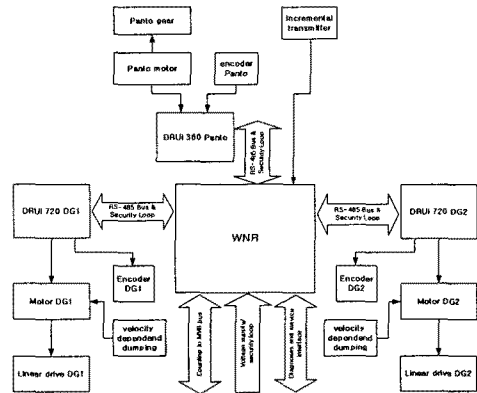 Panto gear
Incremental
transmitter
Panto motor
encoder
Panto
DRUI 360 Panto
RS-485 Bus &
Security Loop
DRUI 720 DG1
RS-485 Bus &
Security Loop
WNR
RS-485 Bus &
Security Loop
DRUI 720 DG2
Encoder
DG1
Encoder
DG2
Motor DG1
Motor DG2
velocity
dependend
dumping
velocity
dependend
dumping
Linear drive DG1
Linear drive DG2
Coupling to MVB bus
Voltage supply/
security loop
Diagnoses and service
interface